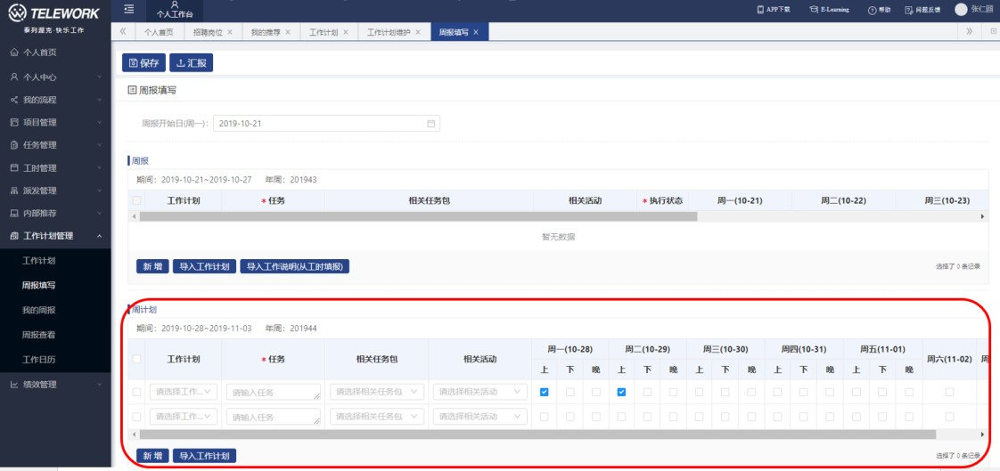 TELEWORK
泰列渥克·快乐工作
个人工作台
APP下载 E-Learning 帮助 问题反馈 张仁颐
个人首页 招聘岗位 × 我的推荐 × 工作计划 × 工作计划维护 × 周报填写 ×
个人首页
个人中心
我的流程
项目管理
任务管理
工时管理
派发管理
内部推荐
工作计划管理
工作计划
周报填写
我的周报
周报查看
工作日历
绩效管理
保存 汇报
周报填写
周报开始日(周一): 2019-10-21
周报
期间: 2019-10-21~2019-10-27 年周: 201943
工作计划 * 任务 相关任务包 相关活动 * 执行状态 周一(10-21) 周二(10-22) 周三(10-23)
暂无数据
新 增 导入工作计划 导入工作说明(从工时填报) 选择了 0 条记录
周计划
期间: 2019-10-28~2019-11-03 年周: 201944
工作计划 * 任务 相关任务包 相关活动 周一(10-28) 周二(10-29) 周三(10-30) 周四(10-31) 周五(11-01) 周六(11-02) 周
上 下 晚 上 下 晚 上 下 晚 上 下 晚 上 下 晚
请选择工作... 请输入任务 请选择相关任务包 请选择相关活动
请选择工作... 请输入任务 请选择相关任务包 请选择相关活动
新 增 导入工作计划 选择了 0 条记录